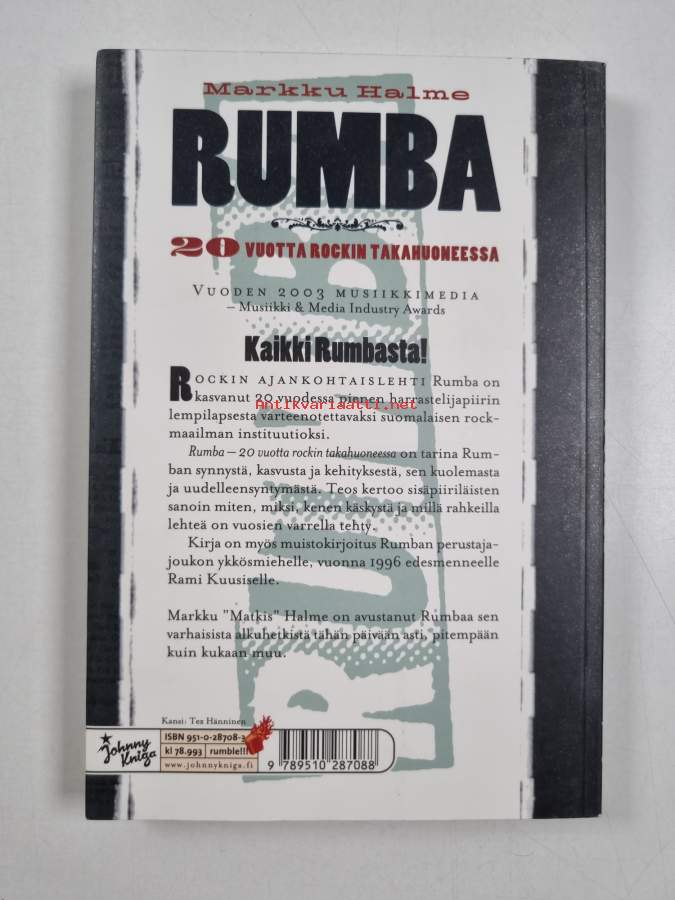 Markku Halme
RUMBA
20 VUOTTA ROCKIN TAKAHUONEESSA
VUODEN 2003 MUSIIKKIMEDIA
– Musiikki & Media Industry Awards
Kaikki Rumbasta!
ROCKIN AJANKOHTAISLEHTI Rumba on
kasvanut 20 vuodessa pienen harrastelijapiirin
Antikvariaatti.net
lempilapsesta varteenotettavaksi suomalaisen rock-
maailman instituutioksi.
Rumba – 20 vuotta rockin takahuoneessa on tarina Rum-
ban synnystä, kasvusta ja kehityksestä, sen kuolemasta
ja uudelleensyntymästä. Teos kertoo sisäpiiriläisten
sanoin miten, miksi, kenen käskystä ja millä rahkeilla
lehteä on vuosien varrella tehty.
Kirja on myös muistokirjoitus Rumban perustaja-
joukon ykkösmiehelle, vuonna 1996 edesmenneelle
Rami Kuusiselle.
Markku "Matkis" Halme on avustanut Rumbaa sen
varhaisista alkuhetkistä tähän päivään asti, pitempään
kuin kukaan muu.
Kansi: Tex Hänninen
Johnny
Kniga
ISBN 951-0-28708-3
kl 78.993 rumble!!!
www.johnnykniga.fi
9 789510 287088
RUMBA